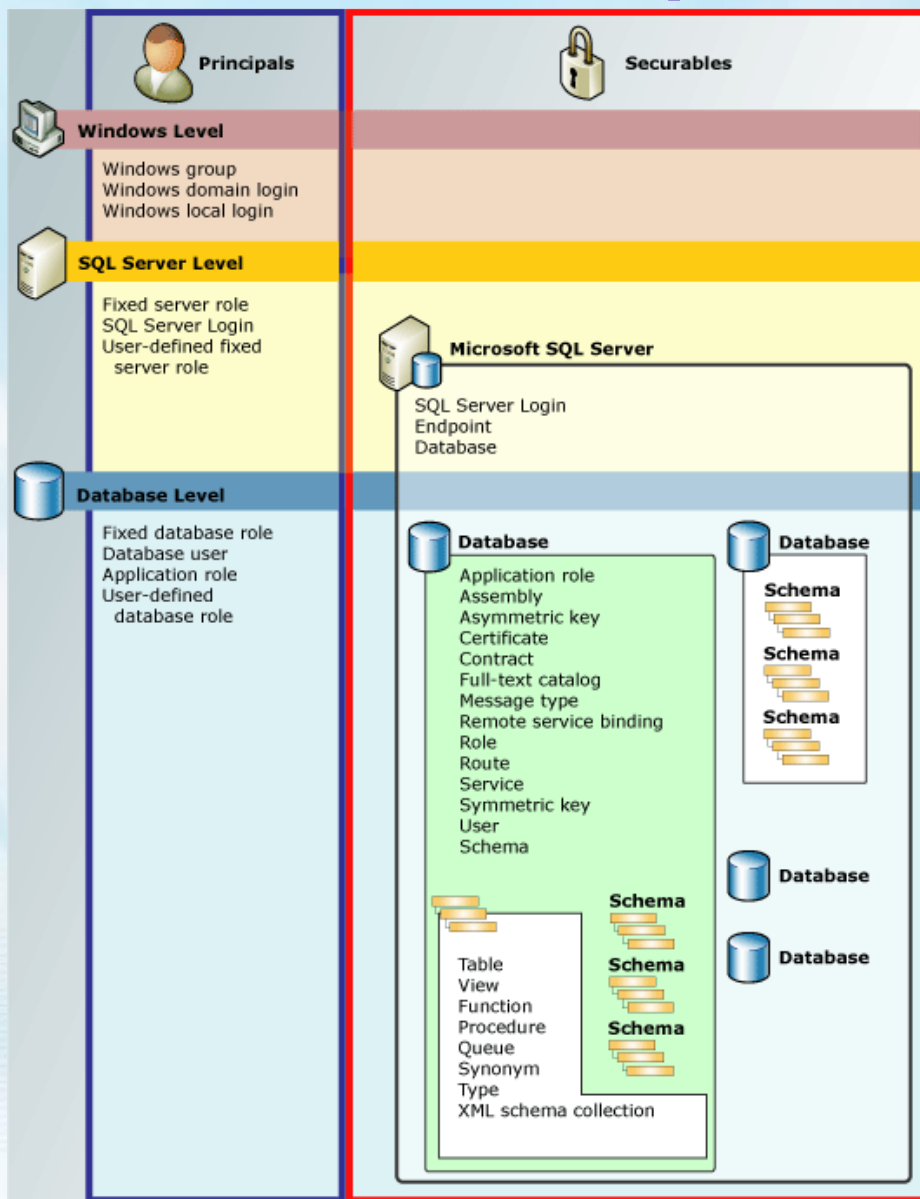 Principals
Securables
Windows Level
Windows group
Windows domain login
Windows local login
SQL Server Level
Fixed server role
SQL Server Login
User-defined fixed
server role
Microsoft SQL Server
SQL Server Login
Endpoint
Database
Database Level
Fixed database role
Database user
Application role
User-defined
database role
Database
Application role
Assembly
Asymmetric key
Certificate
Contract
Full-text catalog
Message type
Remote service binding
Role
Route
Service
Symmetric key
User
Schema
Table
View
Function
Procedure
Queue
Synonym
Type
XML schema collection
Schema
Schema
Schema
Database
Schema
Schema
Schema
Database
Database